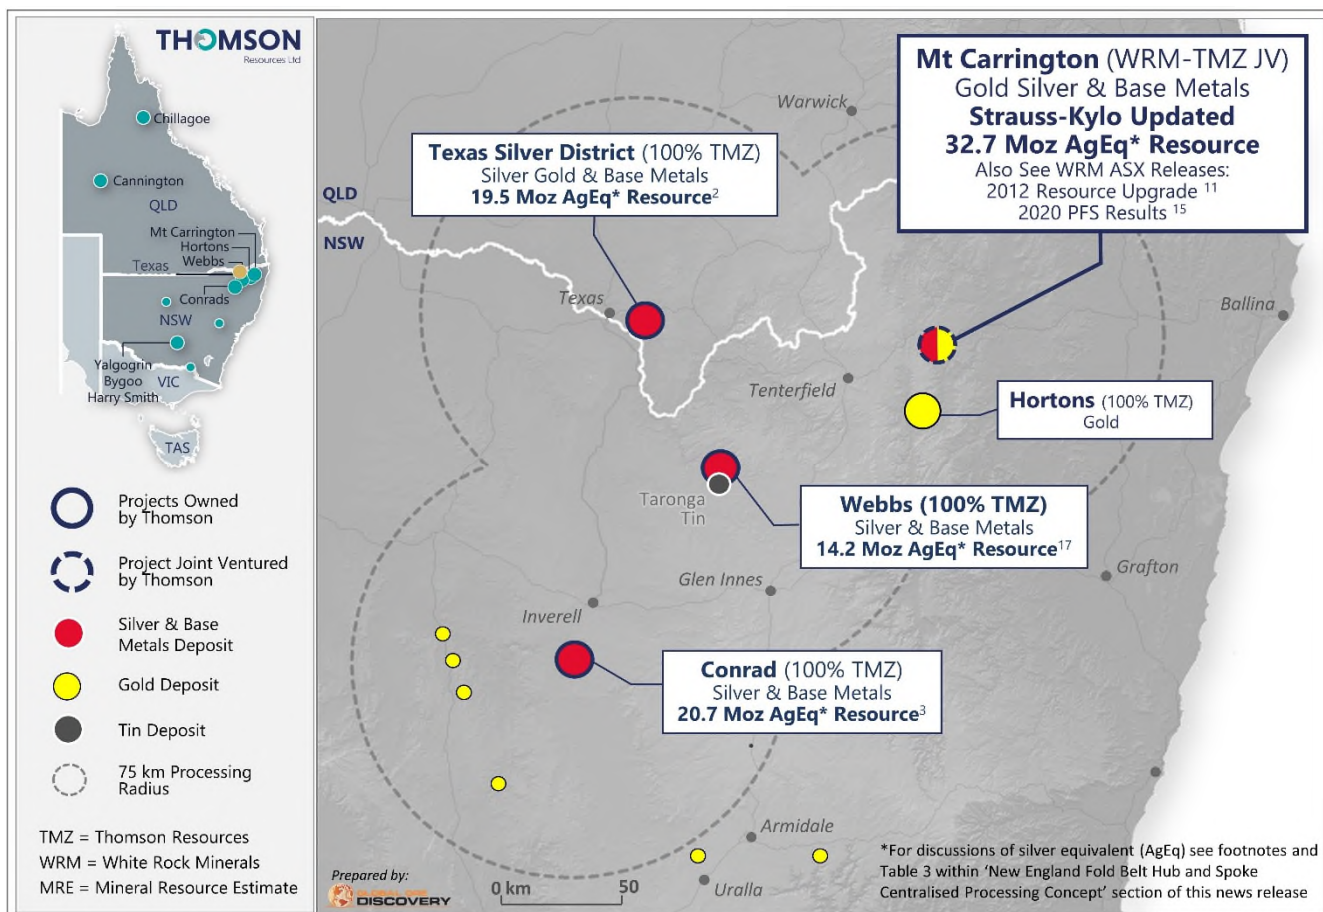 THOMSON
Resources Ltd
Chillagoe
Cannington
QLD
Mt Carrington
Hortons
Webbs
Texas
Conrads
NSW
Yalgogrin
Bygoo
Harry Smith
VIC
TAS
Projects Owned
by Thomson
Project Joint Ventured
by Thomson
Silver & Base
Metals Deposit
Gold Deposit
Tin Deposit
75 km Processing
Radius
TMZ = Thomson Resources
WRM = White Rock Minerals
MRE = Mineral Resource Estimate
Mt Carrington (WRM-TMZ JV)
Gold Silver & Base Metals
Strauss-Kylo Updated
32.7 Moz AgEq* Resource
Also See WRM ASX Releases:
2012 Resource Upgrade 11
2020 PFS Results 15
Warwick
Texas Silver District (100% TMZ)
Silver Gold & Base Metals
19.5 Moz AgEq* Resource2
QLD
NSW
Texas
Ballina
Tenterfield
Hortons (100% TMZ)
Gold
Taronga
Tin
Webbs (100% TMZ)
Silver & Base Metals
14.2 Moz AgEq* Resource17
Glen Innes
Grafton
Inverell
Conrad (100% TMZ)
Silver & Base Metals
20.7 Moz AgEq* Resource3
Armidale
Uralla
Prepared by:
GLOBAL ORE
DISCOVERY
0 km 50
*For discussions of silver equivalent (AgEq) see footnotes and
Table 3 within 'New England Fold Belt Hub and Spoke
Centralised Processing Concept' section of this news release